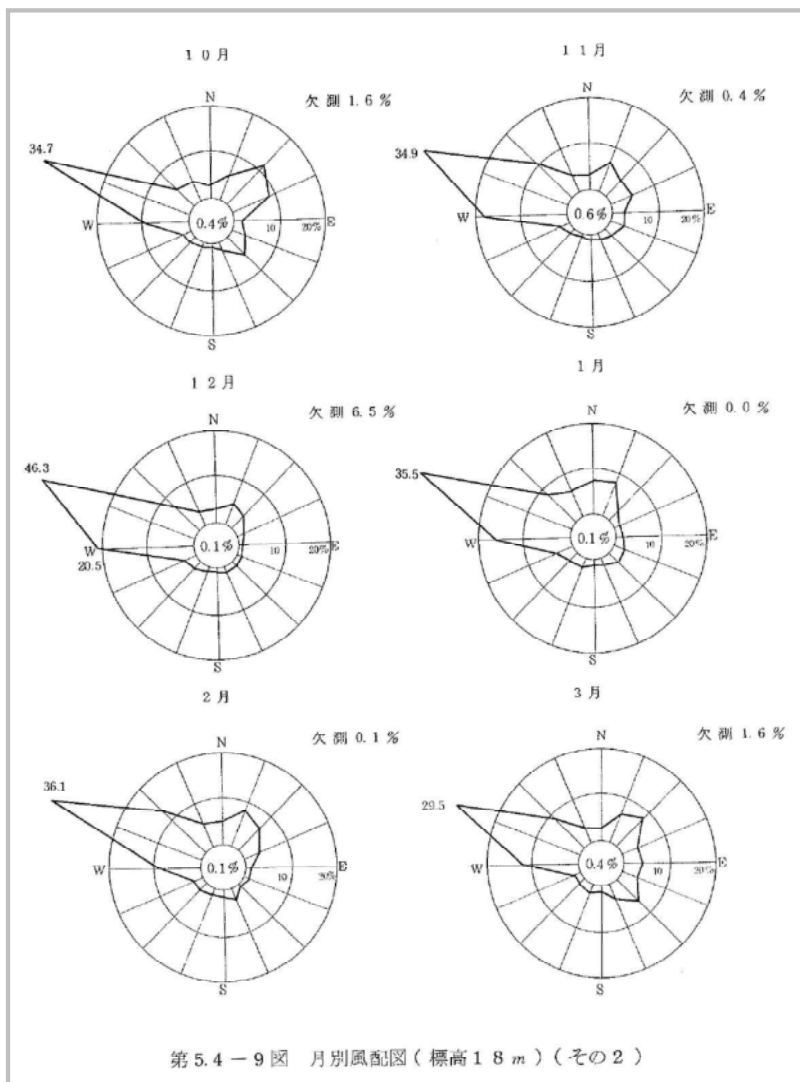 10月
欠測 1.6 %
N
34.7
W
0.4%
10
20%
E
S
11月
欠測 0.4 %
N
34.9
W
0.6%
10
20%
E
S
12月
欠測 6.5 %
N
46.3
W
20.5
0.1%
10
20%
E
S
1月
欠測 0.0 %
N
35.5
W
0.1%
10
20%
E
S
2月
欠測 0.1 %
N
36.1
W
0.1%
10
20%
E
S
3月
欠測 1.6 %
N
29.5
W
0.4%
10
20%
E
S
第5.4-9図 月別風配図(標高18m)(その2)